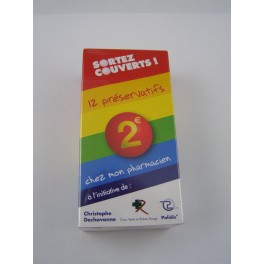 SORTEZ
COUVERTS !
12 préservatifs
2€
chez mon pharmacien
à l'initiative de :
Christophe
Dechavanne